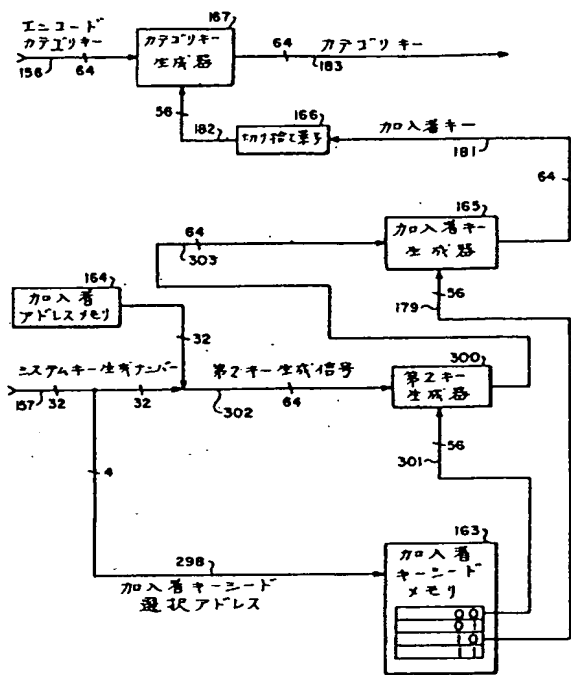 エンコード
カテゴリキー
156
64
167
カテゴリキー
生成器
64
カテゴリキー
183
56
182
166
切り捨て素子
加入者キー
181
64
165
加入者キー
生成器
64
303
56
179
164
加入者
アドレスメモリ
32
システムキー生成ナンバー
157
32
32
第2キー生成信号
302
64
300
第2キー
生成器
56
301
4
298
加入者キーシード
選択アドレス
163
加入者
キーシード
メモリ
00
01
10
11